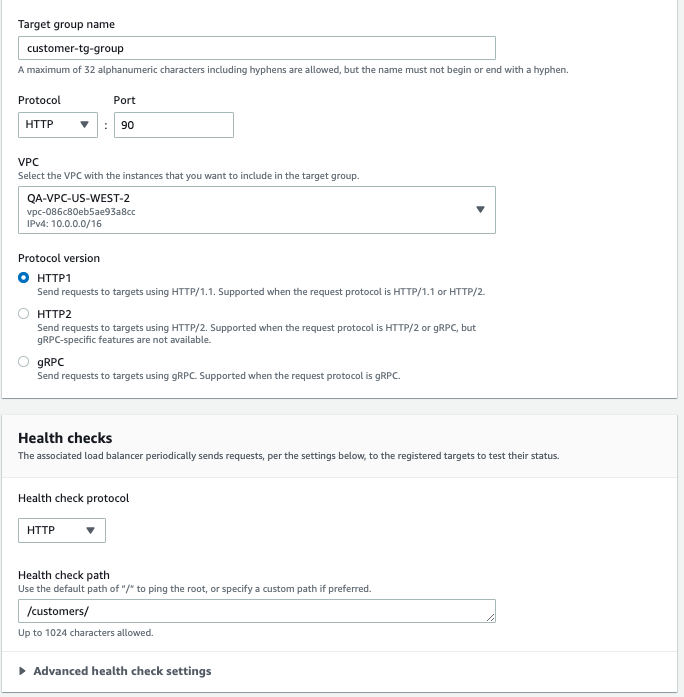 Target group name
customer-tg-group
A maximum of 32 alphanumeric characters including hyphens are allowed, but the name must not begin or end with a hyphen.
Protocol Port
HTTP : 90
VPC
Select the VPC with the instances that you want to include in the target group.
QA-VPC-US-WEST-2
vpc-086c80eb5ae93a8cc
IPv4: 10.0.0.0/16
Protocol version
HTTP1
Send requests to targets using HTTP/1.1. Supported when the request protocol is HTTP/1.1 or HTTP/2.
HTTP2
Send requests to targets using HTTP/2. Supported when the request protocol is HTTP/2 or gRPC, but
gRPC-specific features are not available.
gRPC
Send requests to targets using gRPC. Supported when the request protocol is gRPC.
Health checks
The associated load balancer periodically sends requests, per the settings below, to the registered targets to test their status.
Health check protocol
HTTP
Health check path
Use the default path of "/" to ping the root, or specify a custom path if preferred.
/customers/
Up to 1024 characters allowed.
Advanced health check settings